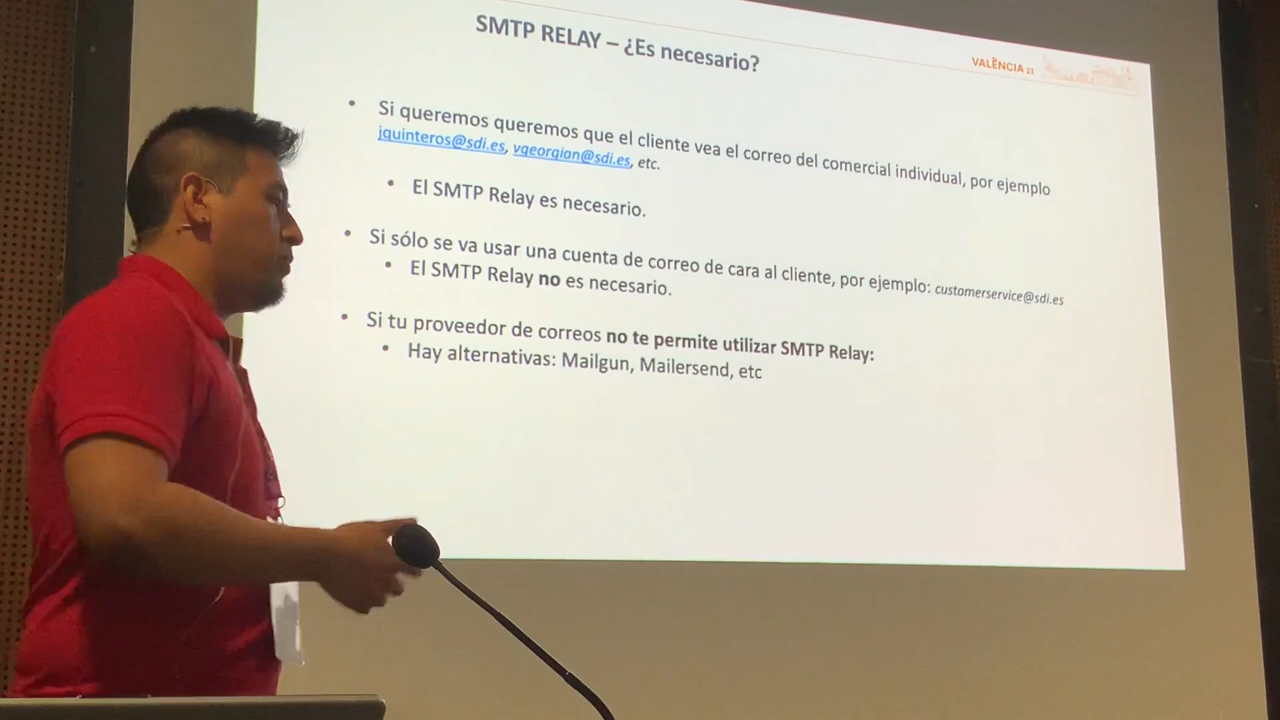 SMTP RELAY – ¿Es necesario?
VALÈNCIA 23
• Si queremos queremos que el cliente vea el correo del comercial individual, por ejemplo
jquinteros@sdi.es, vgeorgian@sdi.es, etc.
• El SMTP Relay es necesario.
• Si sólo se va usar una cuenta de correo de cara al cliente, por ejemplo: customerservice@sdi.es
• El SMTP Relay no es necesario.
• Si tu proveedor de correos no te permite utilizar SMTP Relay:
• Hay alternativas: Mailgun, Mailersend, etc